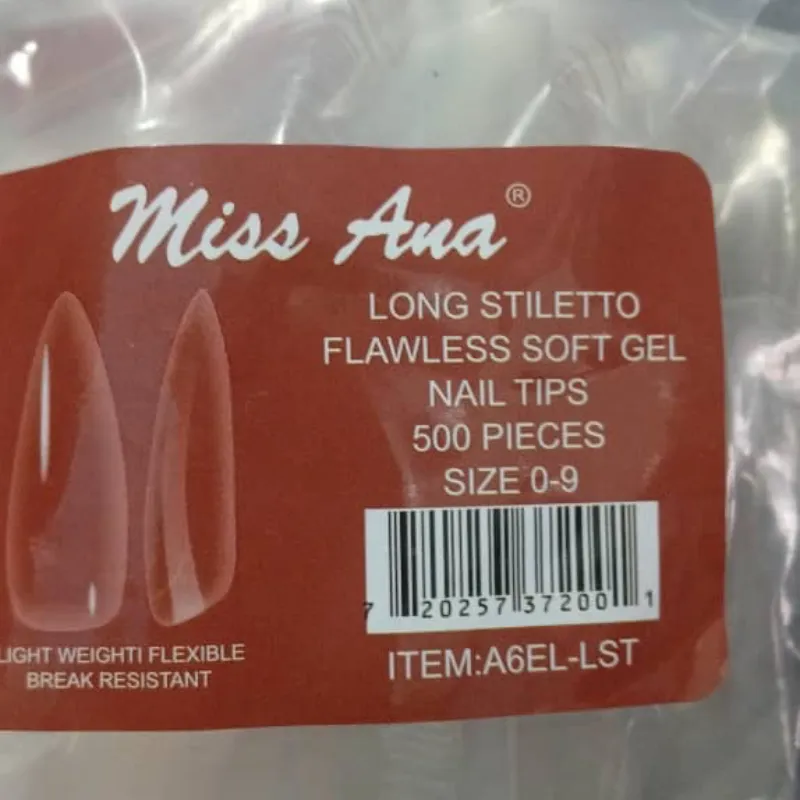 Miss Ana®
LONG STILETTO
FLAWLESS SOFT GEL
NAIL TIPS
500 PIECES
SIZE 0-9
7 20257 37200 1
ITEM:A6EL-LST
LIGHT WEIGHTI FLEXIBLE
BREAK RESISTANT